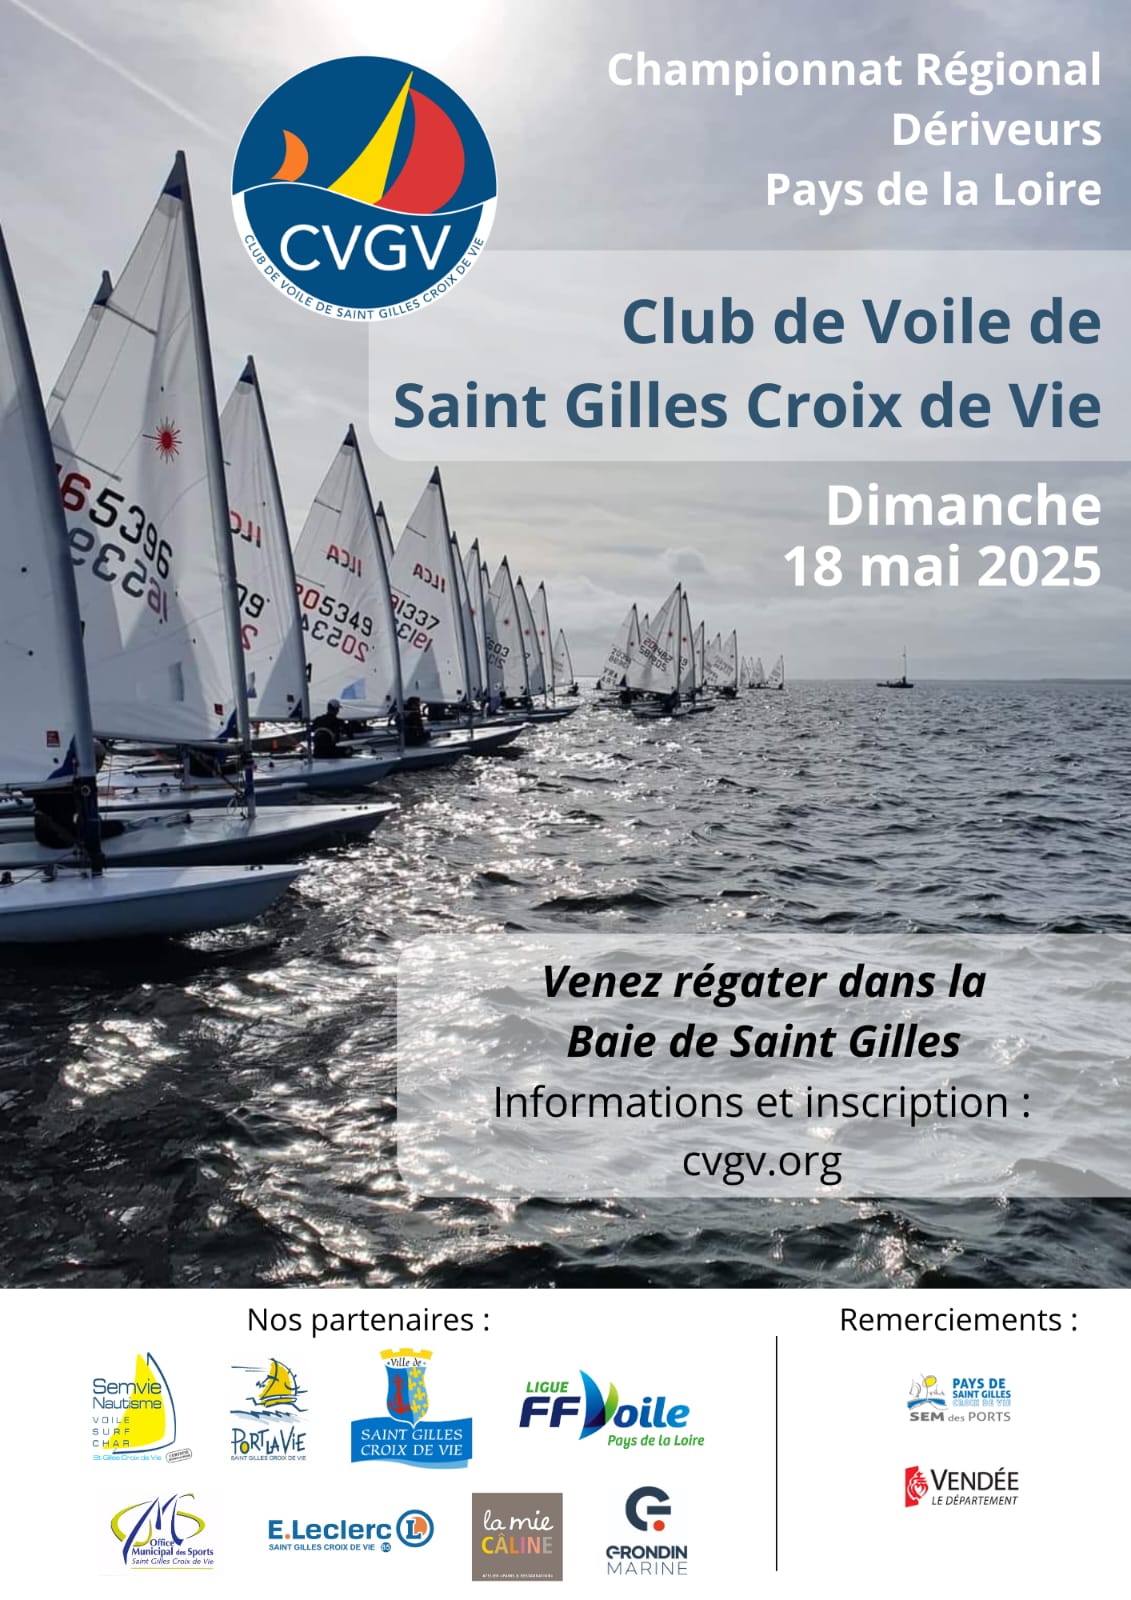 Championnat Régional
Dériveurs
Pays de la Loire
CVGV
CLUB DE VOILE DE SAINT GILLES CROIX DE VIE
Club de Voile de
Saint Gilles Croix de Vie
Dimanche
18 mai 2025
165396
ILCA
ILCA
205349
ILCA
191337
Venez régater dans la
Baie de Saint Gilles
Informations et inscription :
cvgv.org
Nos partenaires :
Remerciements :
Semvie
Nautisme
VOILE
SURF
CHAR
St Gilles Croix de Vie
PORT LA VIE
SAINT GILLES CROIX DE VIE
Ville de
SAINT GILLES
CROIX DE VIE
LIGUE
FFVoile
Pays de la Loire
PAYS DE
SAINT GILLES
CROIX DE VIE
SEM des PORTS
VENDÉE
LE DÉPARTEMENT
Office
Municipal des Sports
Saint Gilles Croix de Vie
E.Leclerc L
SAINT GILLES CROIX DE VIE 85
la mie
CÂLINE
GRONDIN
MARINE